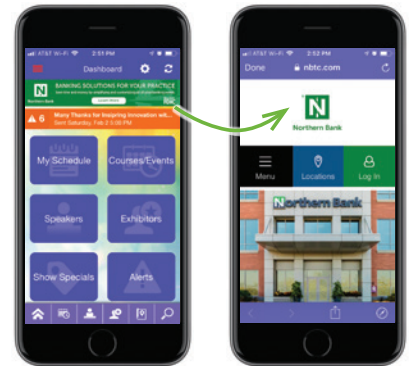 AT&T Wi-Fi 2:51 PM
Dashboard
BANKING SOLUTIONS FOR YOUR PRACTICE
N
Northern Bank
LEARN MORE
6 Many Thanks for Inspiring Innovation wit...
Sent Saturday, Feb 2 3:58 PM
My Schedule Courses/Events
Speakers Exhibitors
Show Specials Alerts
AT&T Wi-Fi 2:52 PM
Done nbtc.com
N
Northern Bank
Menu Locations Log In
Northern Bank